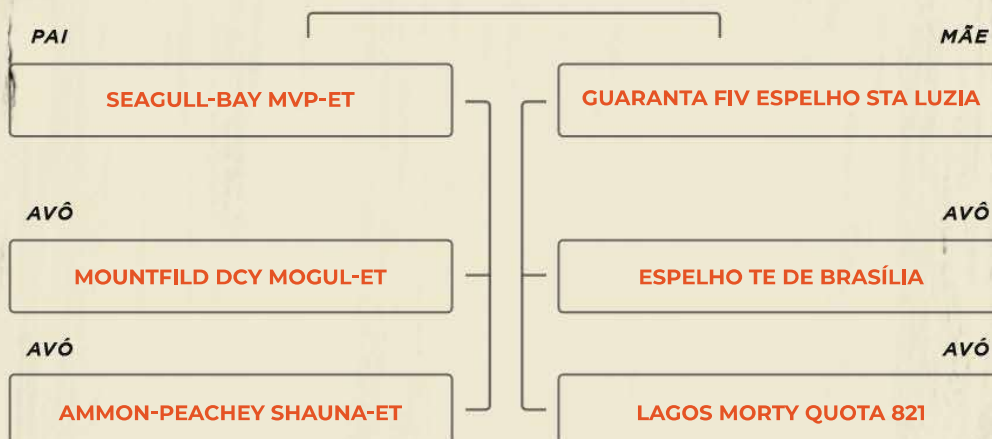 PAI
MÃE
SEAGULL-BAY MVP-ET
GUARANTA FIV ESPELHO STA LUZIA
AVÔ
AVÔ
MOUNTFILD DCY MOGUL-ET
ESPELHO TE DE BRASÍLIA
AVÓ
AVÓ
AMMON-PEACHEY SHAUNA-ET
LAGOS MORTY QUOTA 821